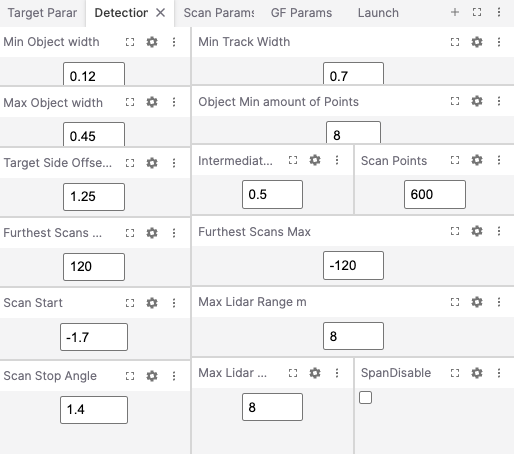 Target Parar Detection Scan Params GF Params Launch
Min Object width
0.12
Min Track Width
0.7
Max Object width
0.45
Object Min amount of Points
8
Target Side Offse...
1.25
Intermediat...
0.5
Scan Points
600
Furthest Scans ...
120
Furthest Scans Max
-120
Scan Start
-1.7
Max Lidar Range m
8
Scan Stop Angle
1.4
Max Lidar ...
8
SpanDisable